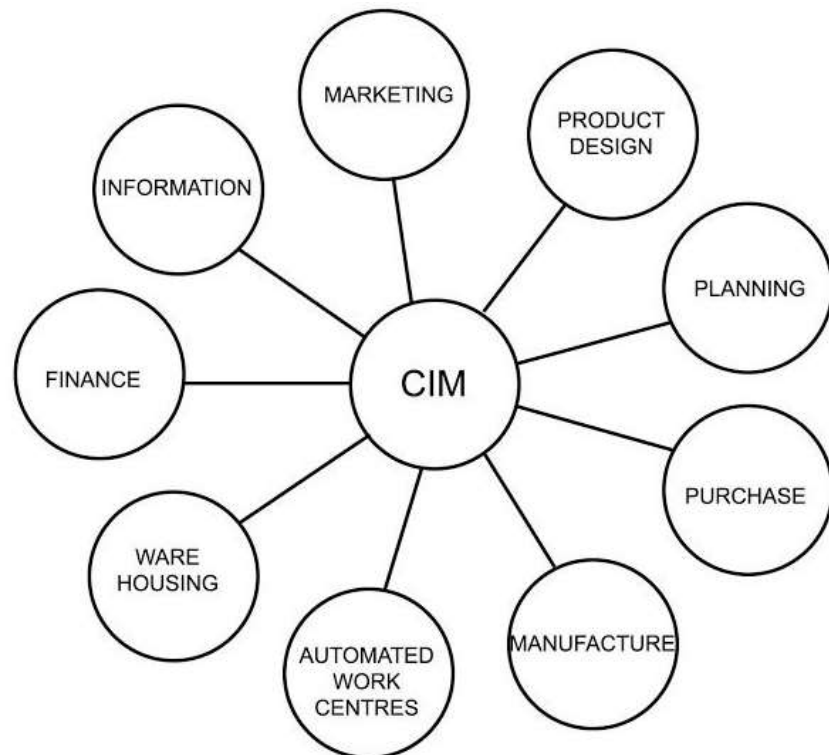 MARKETING
PRODUCT
DESIGN
INFORMATION
PLANNING
FINANCE
CIM
PURCHASE
WARE
HOUSING
MANUFACTURE
AUTOMATED
WORK
CENTRES